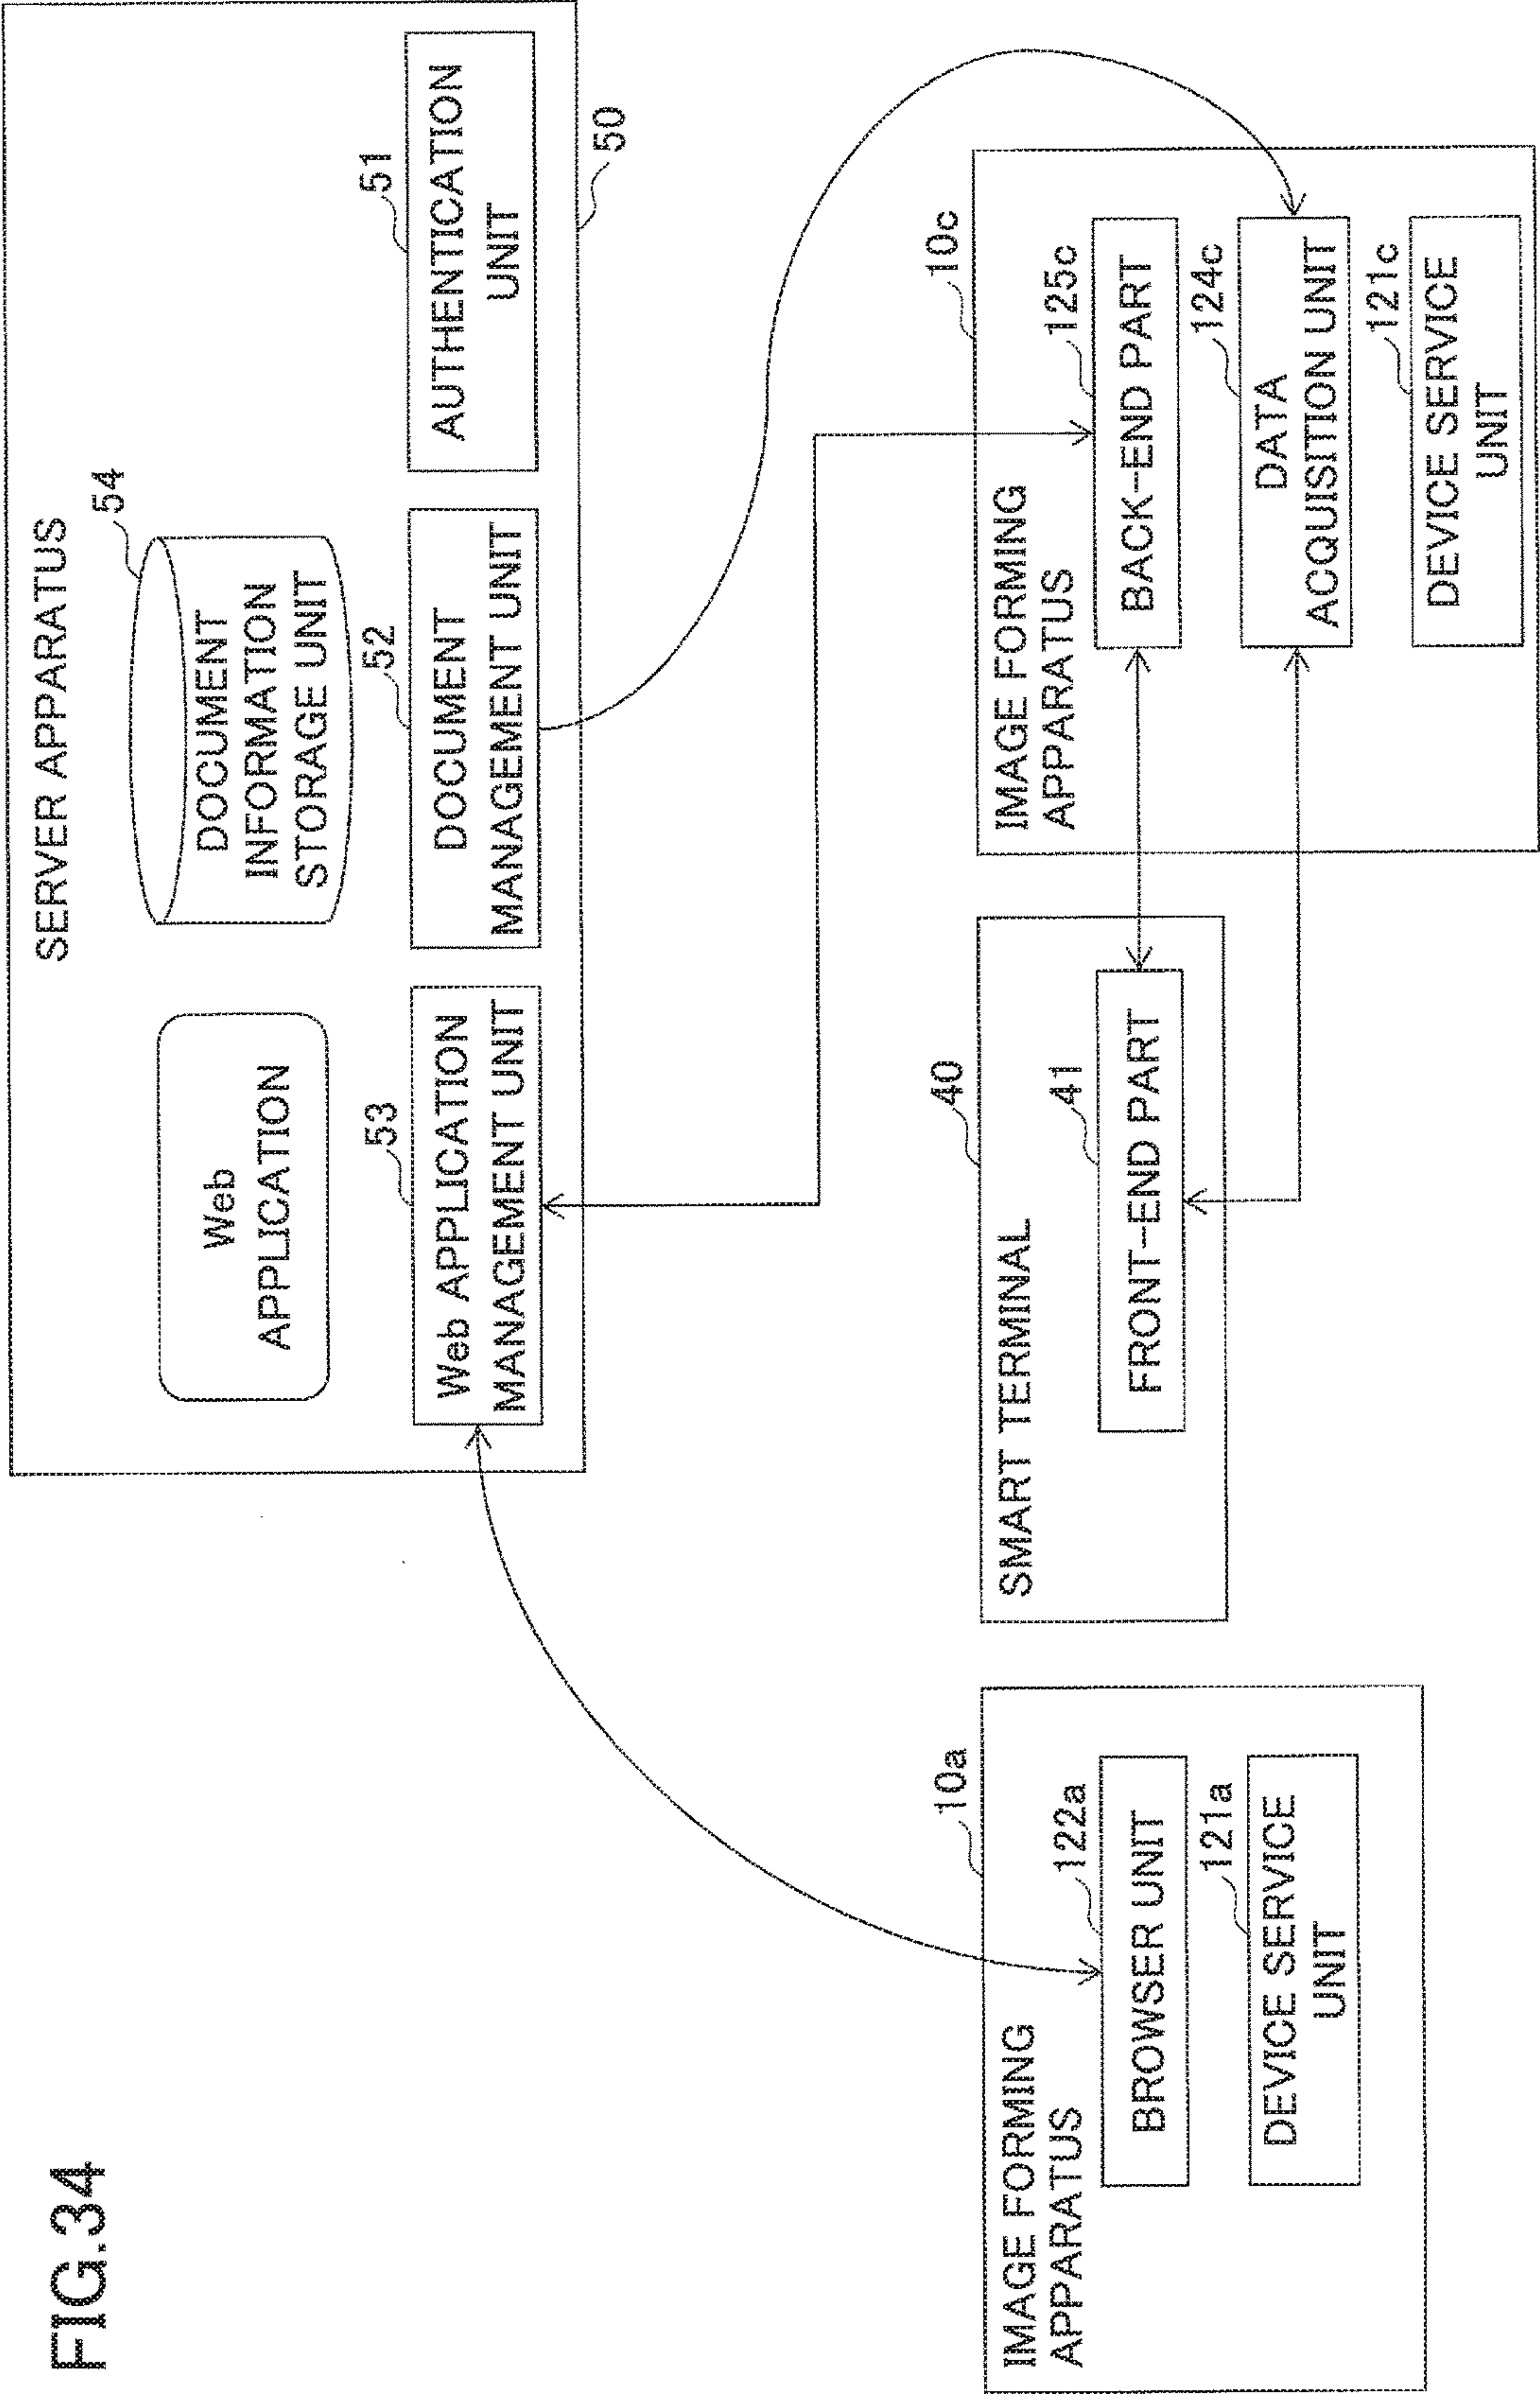 FIG.34
SERVER APPARATUS
Web
APPLICATION
54
DOCUMENT
INFORMATION
STORAGE UNIT
53
Web APPLICATION
MANAGEMENT UNIT
52
DOCUMENT
MANAGEMENT UNIT
51
AUTHENTICATION
UNIT
50
10a
IMAGE FORMING
APPARATUS
122a
BROWSER UNIT
121a
DEVICE SERVICE
UNIT
40
SMART TERMINAL
41
FRONT-END PART
10c
IMAGE FORMING
APPARATUS
125c
BACK-END PART
124c
DATA
ACQUISITION UNIT
121c
DEVICE SERVICE
UNIT